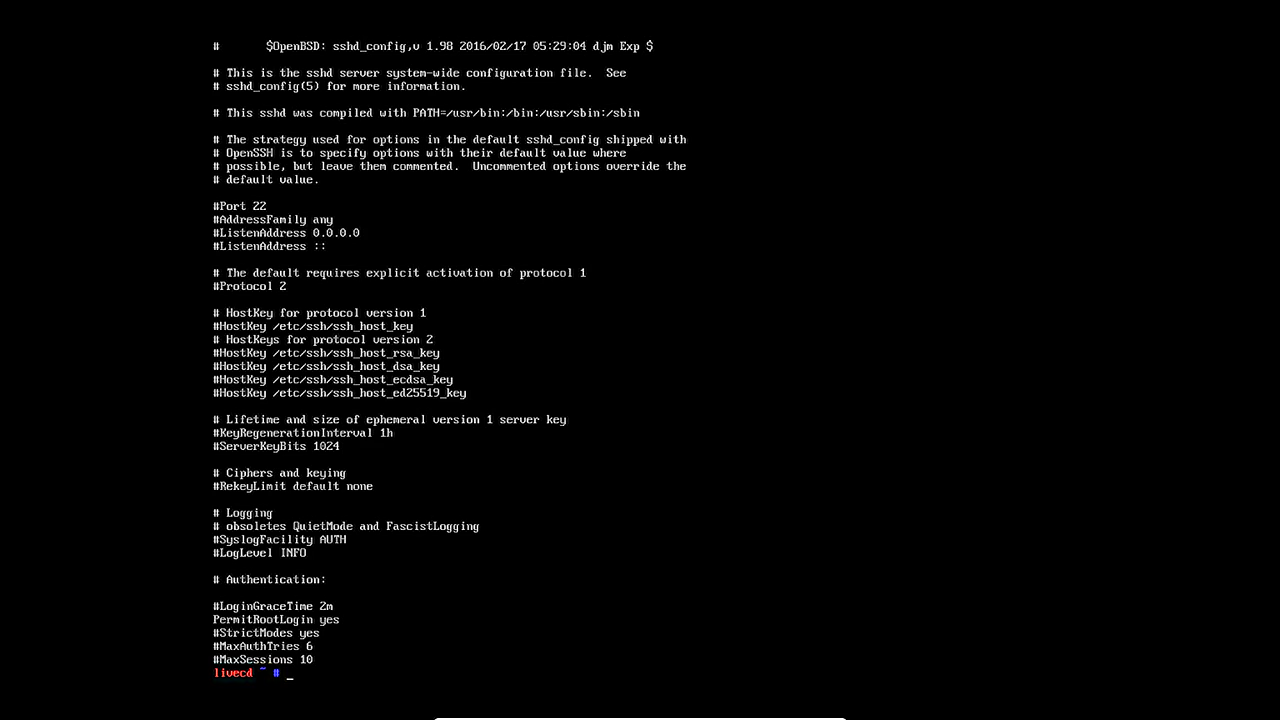 #       $OpenBSD: sshd_config,v 1.98 2016/02/17 05:29:04 djm Exp $
# This is the sshd server system-wide configuration file.  See
# sshd_config(5) for more information.
# This sshd was compiled with PATH=/usr/bin:/bin:/usr/sbin:/sbin
# The strategy used for options in the default sshd_config shipped with
# OpenSSH is to specify options with their default value where
# possible, but leave them commented.  Uncommented options override the
# default value.
#Port 22
#AddressFamily any
#ListenAddress 0.0.0.0
#ListenAddress ::
# The default requires explicit activation of protocol 1
#Protocol 2
# HostKey for protocol version 1
#HostKey /etc/ssh/ssh_host_key
# HostKeys for protocol version 2
#HostKey /etc/ssh/ssh_host_rsa_key
#HostKey /etc/ssh/ssh_host_dsa_key
#HostKey /etc/ssh/ssh_host_ecdsa_key
#HostKey /etc/ssh/ssh_host_ed25519_key
# Lifetime and size of ephemeral version 1 server key
#KeyRegenerationInterval 1h
#ServerKeyBits 1024
# Ciphers and keying
#RekeyLimit default none
# Logging
# obsoletes QuietMode and FascistLogging
#SyslogFacility AUTH
#LogLevel INFO
# Authentication:
#LoginGraceTime 2m
PermitRootLogin yes
#StrictModes yes
#MaxAuthTries 6
#MaxSessions 10
livecd ~ # _